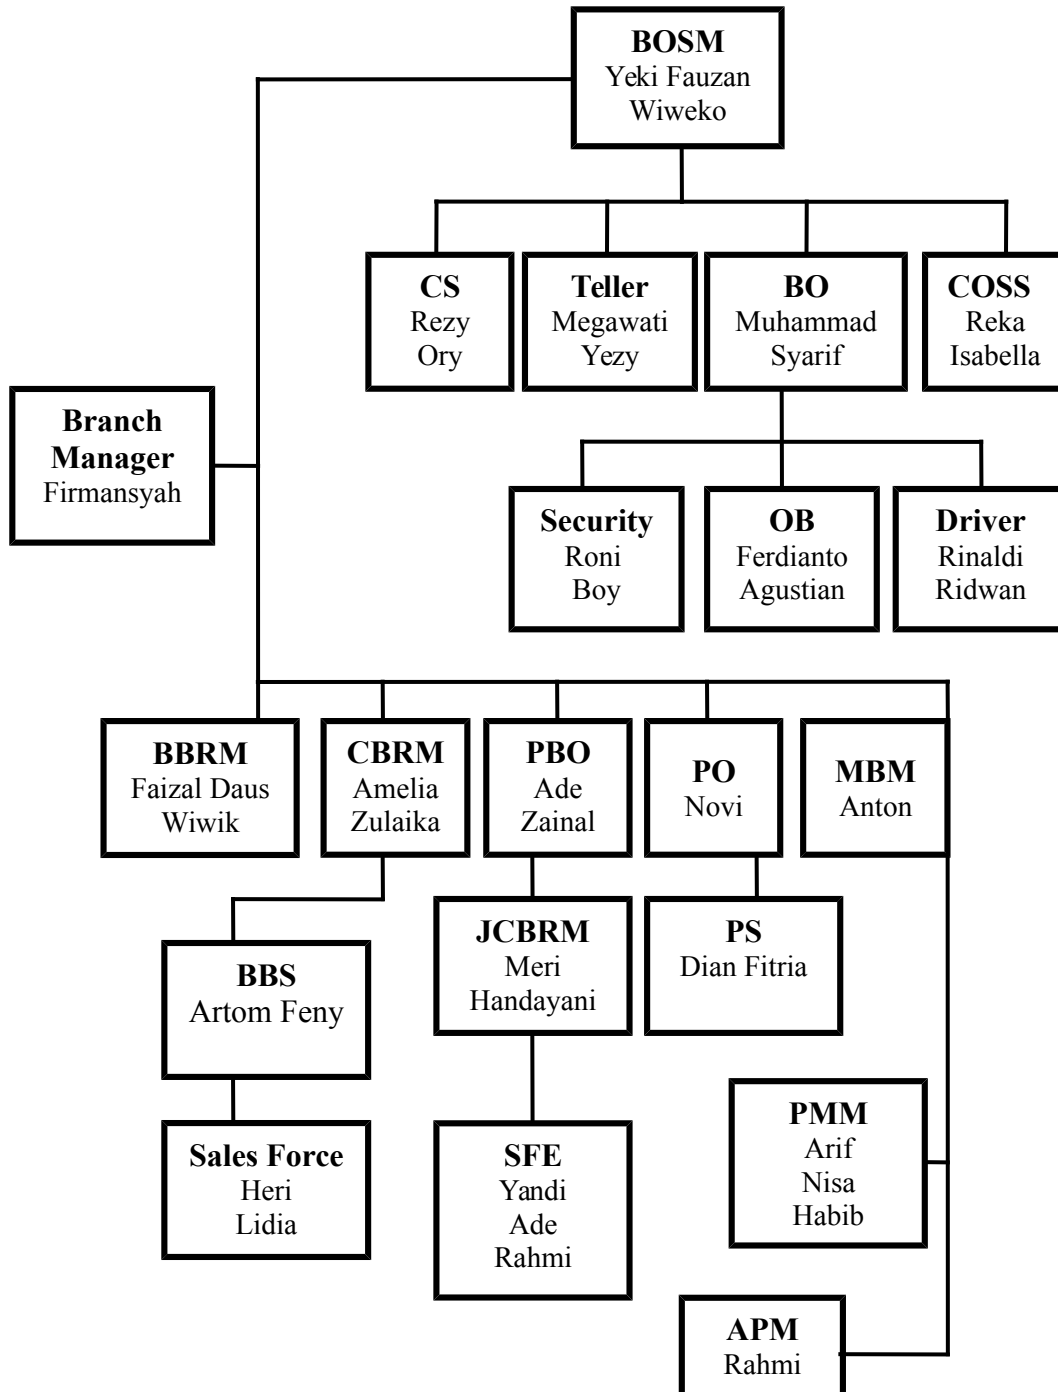 BOSM
Yeki Fauzan
Wiweko
CS
Rezy
Ory
Teller
Megawati
Yezy
BO
Muhammad
Syarif
COSS
Reka
Isabella
Branch
Manager
Firmansyah
Security
Roni
Boy
OB
Ferdianto
Agustian
Driver
Rinaldi
Ridwan
BBRM
Faizal Daus
Wiwik
CBRM
Amelia
Zulaika
PBO
Ade
Zainal
PO
Novi
MBM
Anton
BBS
Artom Feny
JCBRM
Meri
Handayani
PS
Dian Fitria
Sales Force
Heri
Lidia
SFE
Yandi
Ade
Rahmi
PMM
Arif
Nisa
Habib
APM
Rahmi